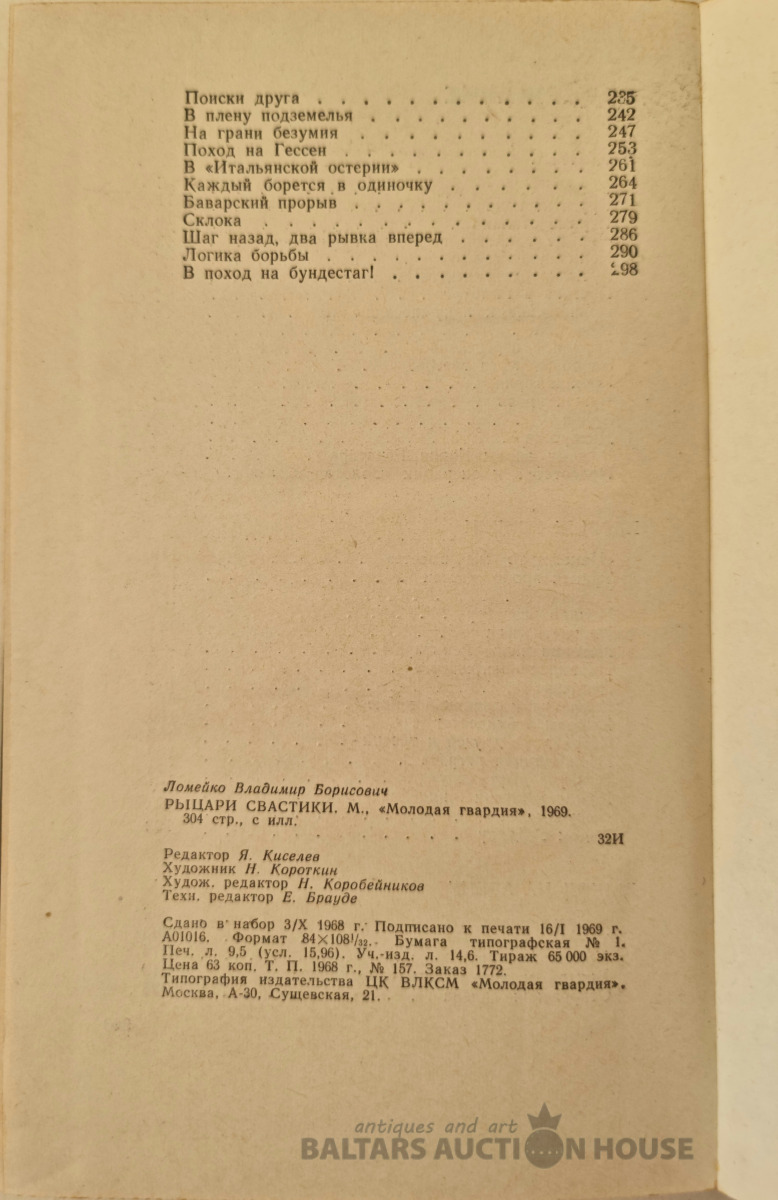 Поиски друга . . . . . . . . . . . . 235
В плену подземелья . . . . . . . . . . 242
На грани безумия . . . . . . . . . . 247
Поход на Гессен . . . . . . . . . . . 253
В «Итальянской остерии» . . . . . . . . 261
Каждый борется в одиночку . . . . . . 264
Баварский прорыв . . . . . . . . . . . 271
Склока . . . . . . . . . . . . . . 279
Шаг назад, два рывка вперед . . . . . . 286
Логика борьбы . . . . . . . . . . . . 290
В поход на бундестаг! . . . . . . . . . 298
Ломейко Владимир Борисович
РЫЦАРИ СВАСТИКИ. М., «Молодая гвардия», 1969.
304 стр., с илл.
32И
Редактор Я. Киселев
Художник Н. Короткин
Худож. редактор Н. Коробейников
Техн. редактор Е. Брауде
Сдано в набор 3/X 1968 г. Подписано к печати 16/I 1969 г.
А01016. Формат 84×108¹/₃₂. Бумага типографская № 1.
Печ. л. 9,5 (усл. 15,96). Уч.-изд. л. 14,6. Тираж 65 000 экз.
Цена 63 коп. Т. П. 1968 г., № 157. Заказ 1772.
Типография издательства ЦК ВЛКСМ «Молодая гвардия».
Москва, А-30, Сущевская, 21.
antiques and art
BALTARS AUCTION HOUSE